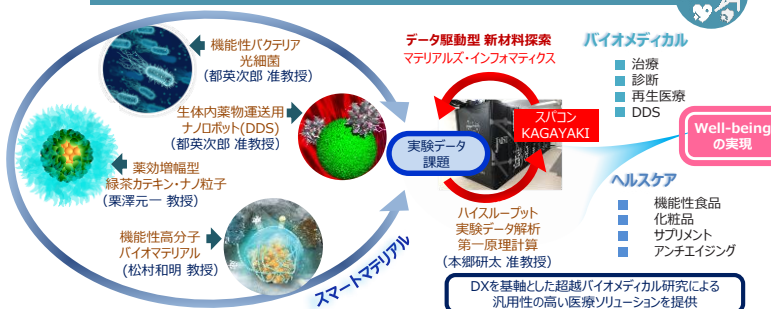 機能性バクテリア
光細菌
(都英次郎 准教授)
生体内薬物運送用
ナノロボット(DDS)
(都英次郎 准教授)
薬効増幅型
緑茶カテキン・ナノ粒子
(栗澤元一 教授)
機能性高分子
バイオマテリアル
(松村和明 教授)
スマートマテリアル
実験データ
課題
データ駆動型 新材料探索
マテリアルズ・インフォマティクス
スパコン
KAGAYAKI
ハイスループット
実験データ解析
第一原理計算
(本郷研太 准教授)
バイオメディカル
治療
診断
再生医療
DDS
ヘルスケア
機能性食品
化粧品
サプリメント
アンチエイジング
Well-being
の実現
DXを基軸とした超越バイオメディカル研究による
汎用性の高い医療ソリューションを提供